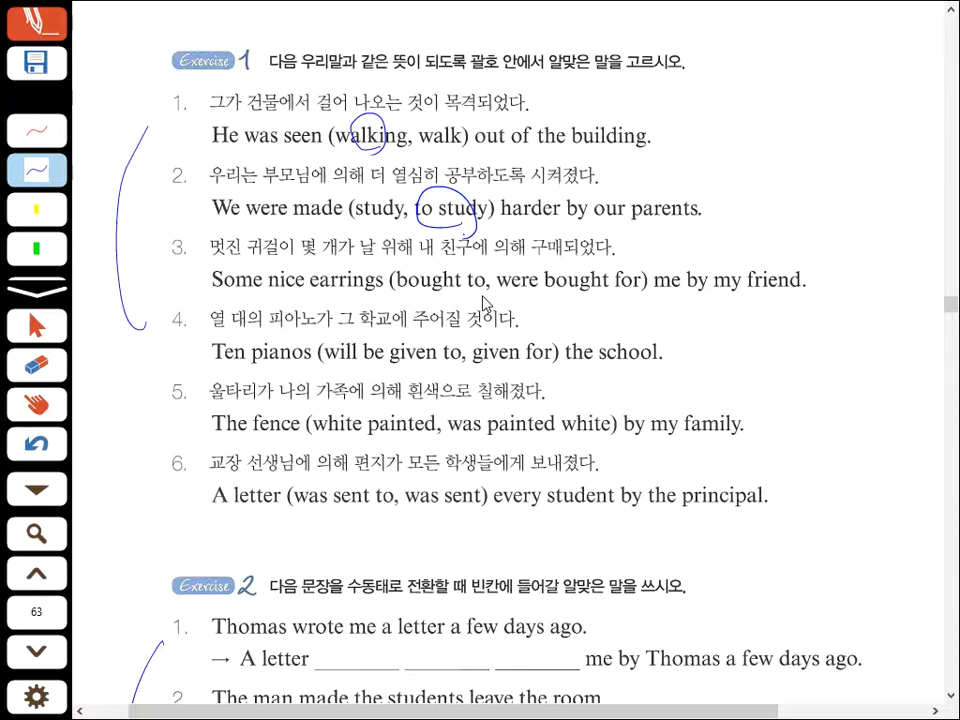 Exercise 1 다음 우리말과 같은 뜻이 되도록 괄호 안에서 알맞은 말을 고르시오.
1. 그가 건물에서 걸어 나오는 것이 목격되었다.
He was seen (walking, walk) out of the building.
2. 우리는 부모님에 의해 더 열심히 공부하도록 시켜졌다.
We were made (study, to study) harder by our parents.
3. 멋진 귀걸이 몇 개가 날 위해 내 친구에 의해 구매되었다.
Some nice earrings (bought to, were bought for) me by my friend.
4. 열 대의 피아노가 그 학교에 주어질 것이다.
Ten pianos (will be given to, given for) the school.
5. 울타리가 나의 가족에 의해 흰색으로 칠해졌다.
The fence (white painted, was painted white) by my family.
6. 교장 선생님에 의해 편지가 모든 학생들에게 보내졌다.
A letter (was sent to, was sent) every student by the principal.
63
Exercise 2 다음 문장을 수동태로 전환할 때 빈칸에 들어갈 알맞은 말을 쓰시오.
1. Thomas wrote me a letter a few days ago.
→ A letter ________ ________ ________ me by Thomas a few days ago.
2. The man made the students leave the room